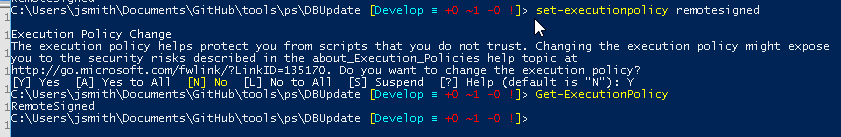 C:\Users\jsmith\Documents\GitHub\tools\ps\DBUpdate [Develop ≡ +0 ~1 -0 !]> set-executionpolicy remotesigned
Execution Policy Change
The execution policy helps protect you from scripts that you do not trust. Changing the execution policy might expose
you to the security risks described in the about_Execution_Policies help topic at
http://go.microsoft.com/fwlink/?LinkID=135170. Do you want to change the execution policy?
[Y] Yes  [A] Yes to All  [N] No  [L] No to All  [S] Suspend  [?] Help (default is "N"): Y
C:\Users\jsmith\Documents\GitHub\tools\ps\DBUpdate [Develop ≡ +0 ~1 -0 !]> Get-ExecutionPolicy
RemoteSigned
C:\Users\jsmith\Documents\GitHub\tools\ps\DBUpdate [Develop ≡ +0 ~1 -0 !]>